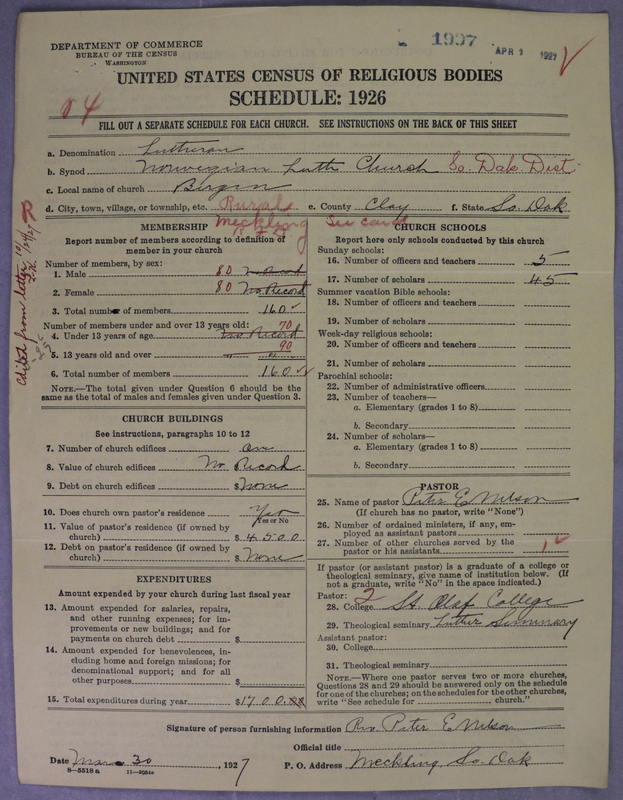 1997
APR 1 1927
DEPARTMENT OF COMMERCE
BUREAU OF THE CENSUS
WASHINGTON
UNITED STATES CENSUS OF RELIGIOUS BODIES
SCHEDULE: 1926
FILL OUT A SEPARATE SCHEDULE FOR EACH CHURCH. SEE INSTRUCTIONS ON THE BACK OF THIS SHEET
a. Denomination Lutheran
b. Synod Norwegian Luth Church So. Dak Dist.
c. Local name of church Bergen
d. City, town, village, or township, etc. Rural e. County Clay f. State So. Dak
Meckling See card
edited from letter
MEMBERSHIP
Report number of members according to definition of
member in your church
Number of members, by sex:
1. Male 80 No Record
2. Female 80 No Record
3. Total number of members 160
Number of members under and over 13 years old:
4. Under 13 years of age 70 No Record
5. 13 years old and over 90
6. Total number of members 160
NOTE.—The total given under Question 6 should be
same as the total of males and females given under Question 3.
CHURCH BUILDINGS
See instructions, paragraphs 10 to 12
7. Number of church edifices one
8. Value of church edifices No Record
9. Debt on church edifices $ None
10. Does church own pastor's residence Yes
Yes or No
11. Value of pastor's residence (if owned by
church) $ 4500
12. Debt on pastor's residence (if owned by
church) $ None
EXPENDITURES
Amount expended by your church during last fiscal year
13. Amount expended for salaries, repairs,
and other running expenses; for im-
provements or new buildings; and for
payments on church debt $
14. Amount expended for benevolences, in-
cluding home and foreign missions; for
denominational support; and for all
other purposes $
15. Total expenditures during year $ 1700.
CHURCH SCHOOLS
Report here only schools conducted by this church
Sunday schools:
16. Number of officers and teachers 5
17. Number of scholars 45
Summer vacation Bible schools:
18. Number of officers and teachers
19. Number of scholars
Week-day religious schools:
20. Number of officers and teachers
21. Number of scholars
Parochial schools:
22. Number of administrative officers
23. Number of teachers—
a. Elementary (grades 1 to 8)
b. Secondary
24. Number of scholars—
a. Elementary (grades 1 to 8)
b. Secondary
PASTOR
25. Name of pastor Peter E Nelson
(If church has no pastor, write "None")
26. Number of ordained ministers, if any, em-
ployed as assistant pastors
27. Number of other churches served by the
pastor or his assistants 1
If pastor (or assistant pastor) is a graduate of a college or
theological seminary, give name of institution below. (If
not a graduate, write "No" in the space indicated.)
Pastor: 2
28. College St. Olaf College
29. Theological seminary Luther Seminary
Assistant pastor:
30. College
31. Theological seminary
NOTE.—Where one pastor serves two or more churches,
Questions 28 and 29 should be answered only on the schedule
for one of the churches; on the schedules for the other churches,
write "See schedule for church."
Signature of person furnishing information Rev. Peter E Nelson
Official title
Date Mar 30, 1927 P. O. Address Meckling So. Dak
8—5518 a